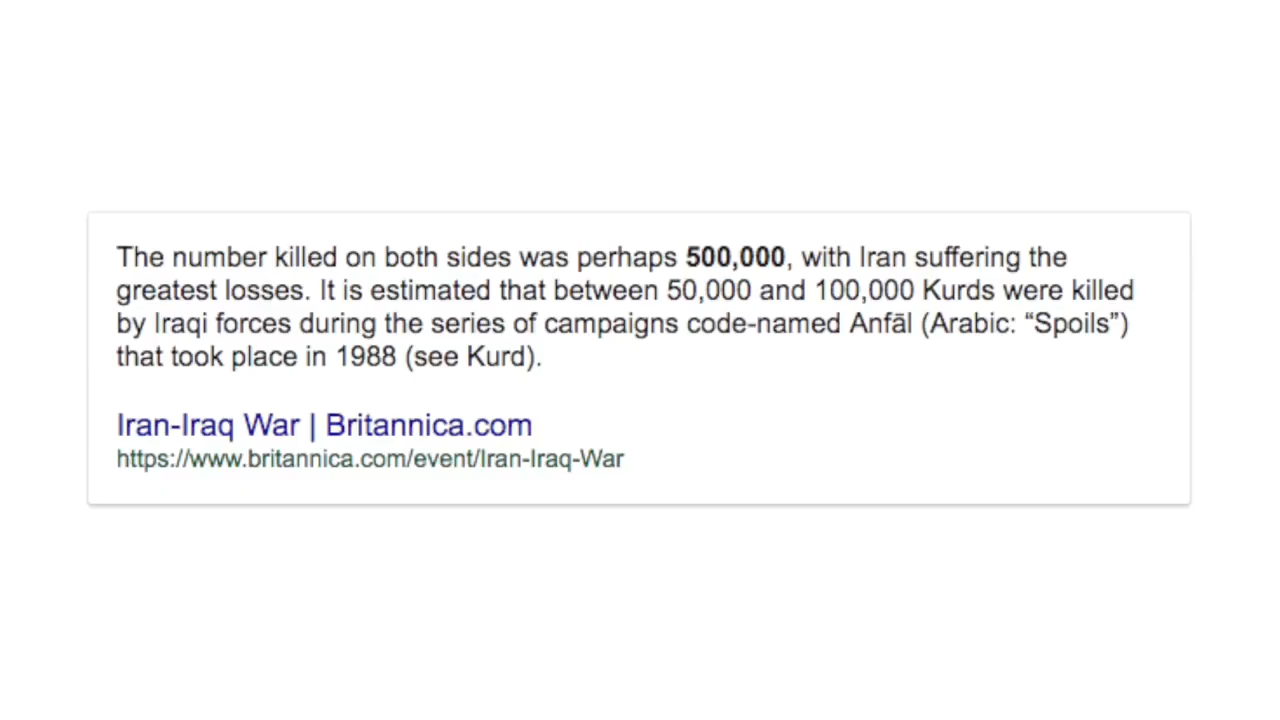 The number killed on both sides was perhaps 500,000, with Iran suffering the
greatest losses. It is estimated that between 50,000 and 100,000 Kurds were killed
by Iraqi forces during the series of campaigns code-named Anfāl (Arabic: “Spoils”)
that took place in 1988 (see Kurd).
Iran-Iraq War | Britannica.com
https://www.britannica.com/event/Iran-Iraq-War